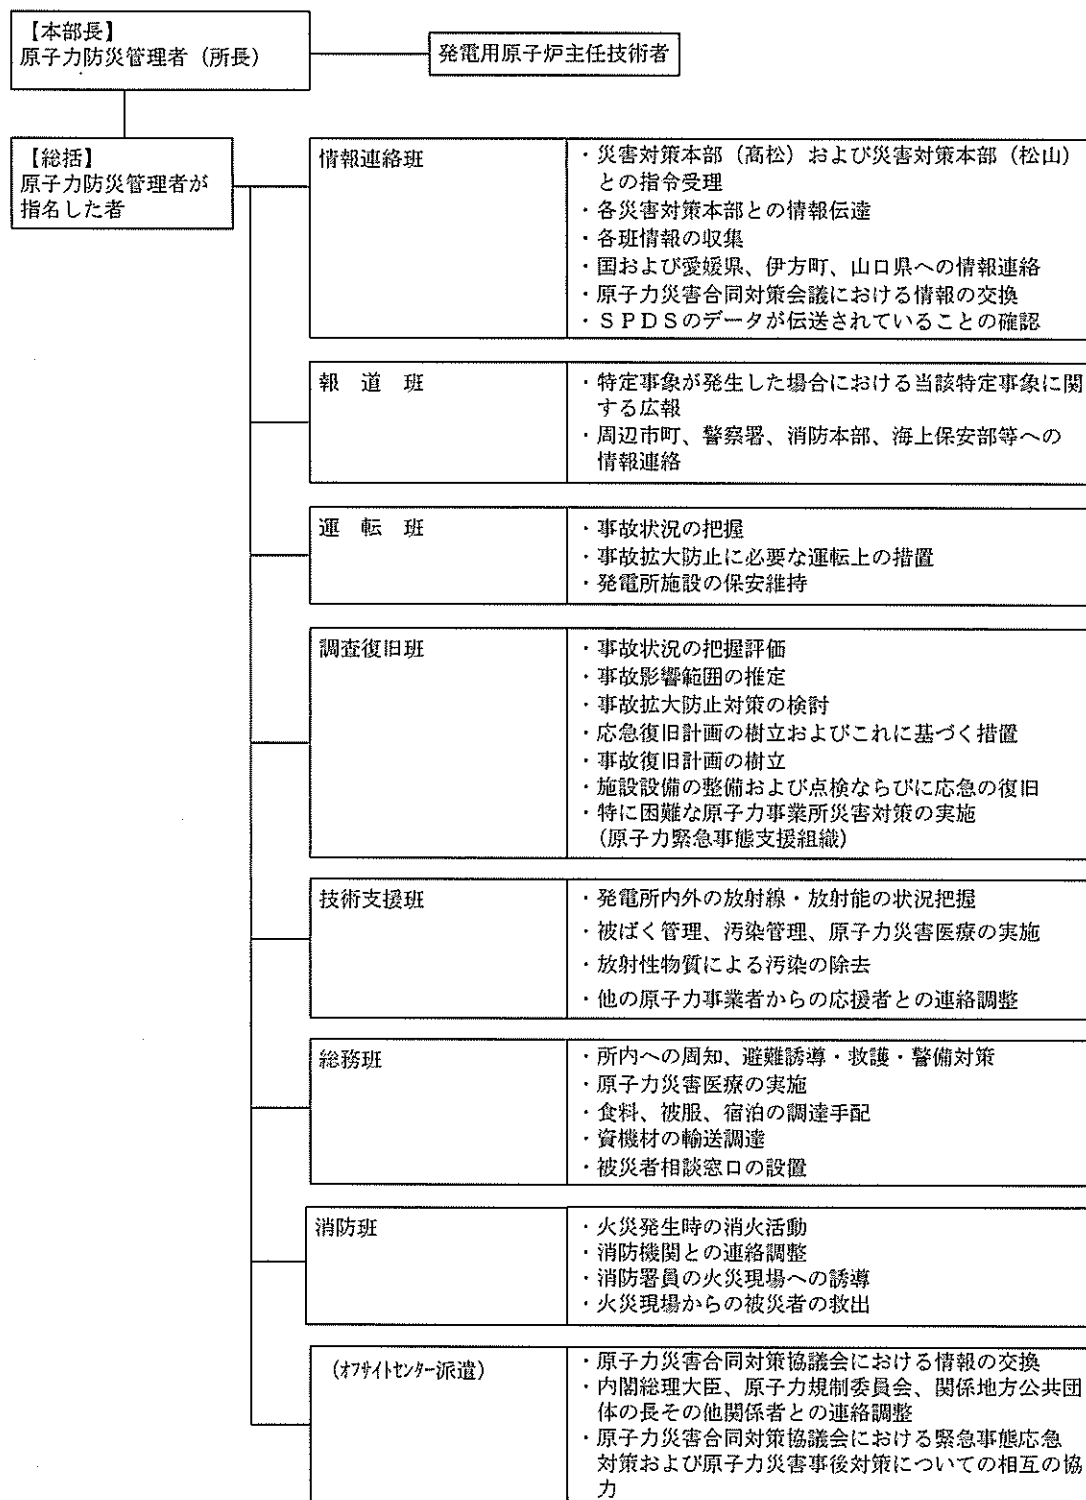 【本部長】
原子力防災管理者（所長）
発電用原子炉主任技術者
【総括】
原子力防災管理者が
指名した者
情報連絡班
・災害対策本部（高松）および災害対策本部（松山）
との指令受理
・各災害対策本部との情報伝達
・各班情報の収集
・国および愛媛県、伊方町、山口県への情報連絡
・原子力災害合同対策会議における情報の交換
・ＳＰＤＳのデータが伝送されていることの確認
報　道　班
・特定事象が発生した場合における当該特定事象に関
する広報
・周辺市町、警察署、消防本部、海上保安部等への
情報連絡
運　転　班
・事故状況の把握
・事故拡大防止に必要な運転上の措置
・発電所施設の保安維持
調査復旧班
・事故状況の把握評価
・事故影響範囲の推定
・事故拡大防止対策の検討
・応急復旧計画の樹立およびこれに基づく措置
・事故復旧計画の樹立
・施設設備の整備および点検ならびに応急の復旧
・特に困難な原子力事業所災害対策の実施
（原子力緊急事態支援組織）
技術支援班
・発電所内外の放射線・放射能の状況把握
・被ばく管理、汚染管理、原子力災害医療の実施
・放射性物質による汚染の除去
・他の原子力事業者からの応援者との連絡調整
総務班
・所内への周知、避難誘導・救護・警備対策
・原子力災害医療の実施
・食料、被服、宿泊の調達手配
・資機材の輸送調達
・被災者相談窓口の設置
消防班
・火災発生時の消火活動
・消防機関との連絡調整
・消防署員の火災現場への誘導
・火災現場からの被災者の救出
（ｵﾌｻｲﾄｾﾝﾀｰ派遣）
・原子力災害合同対策協議会における情報の交換
・内閣総理大臣、原子力規制委員会、関係地方公共団
体の長その他関係者との連絡調整
・原子力災害合同対策協議会における緊急事態応急
対策および原子力災害事後対策についての相互の協
力